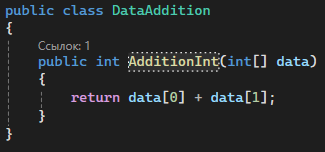 public class DataAddition
{
Ссылок: 1
public int AdditionInt(int[] data)
{
return data[0] + data[1];
}
}